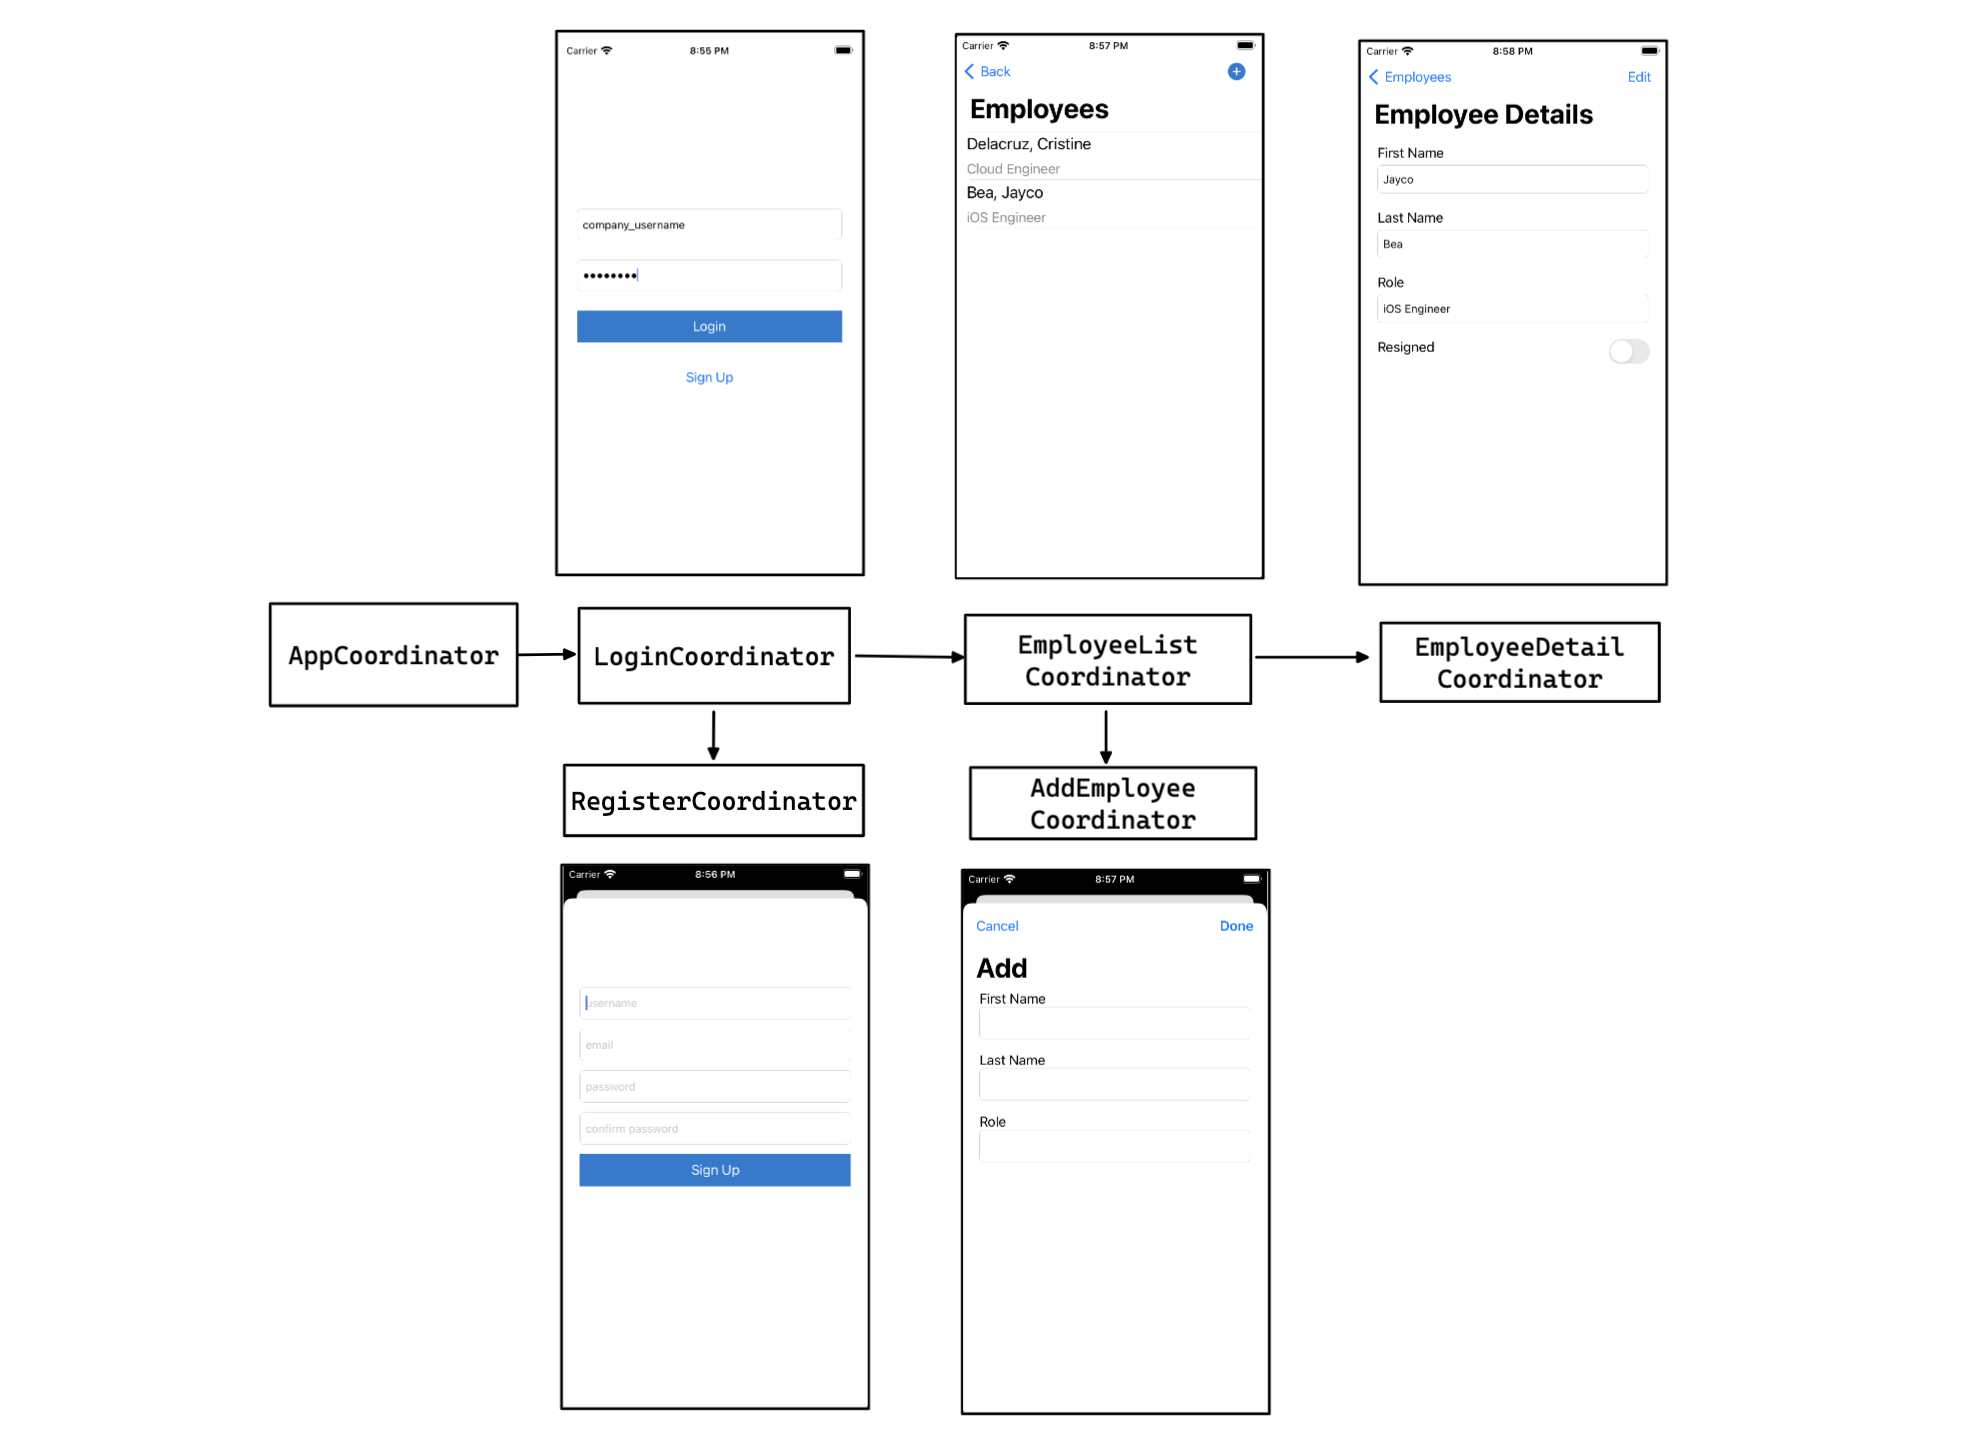 Carrier 8:55 PM
company_username
••••••••
Login
Sign Up
Carrier 8:57 PM
Back
Employees
Delacruz, Cristine
Cloud Engineer
Bea, Jayco
iOS Engineer
Carrier 8:58 PM
Employees Edit
Employee Details
First Name
Jayco
Last Name
Bea
Role
iOS Engineer
Resigned
AppCoordinator
LoginCoordinator
EmployeeList
Coordinator
EmployeeDetail
Coordinator
RegisterCoordinator
AddEmployee
Coordinator
Carrier 8:56 PM
username
email
password
confirm password
Sign Up
Carrier 8:57 PM
Cancel Done
Add
First Name
Last Name
Role